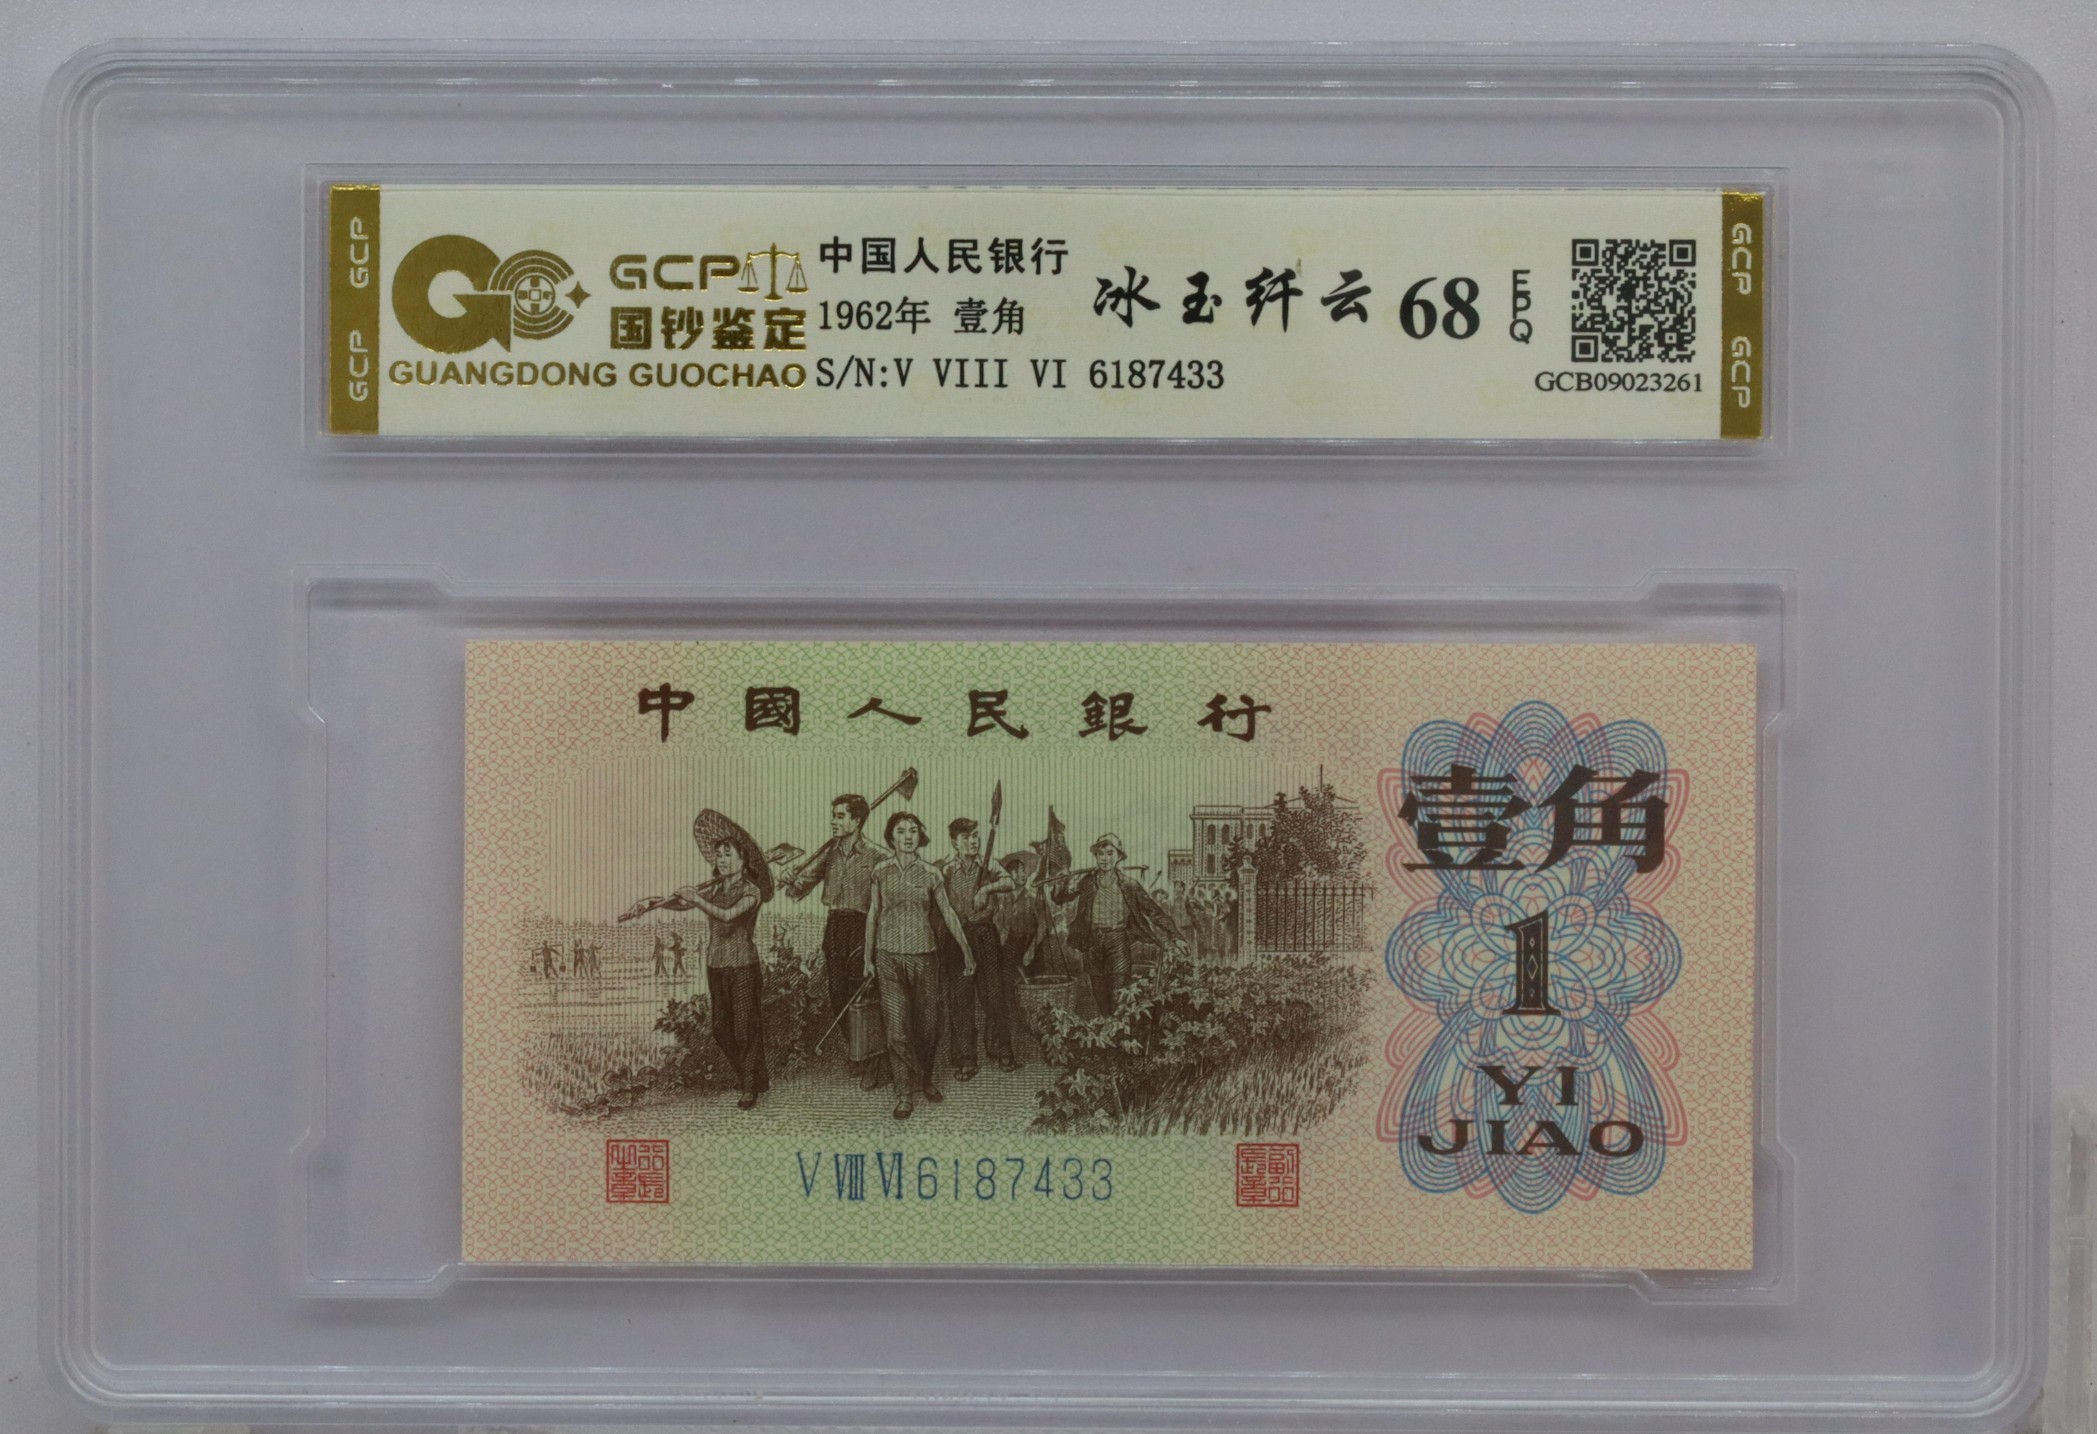 GCP
GCP
GCP
国钞鉴定
GUANGDONG GUOCHAO
中国人民银行
1962年 壹角
S/N:V VIII VI 6187433
冰玉纤云 68 EPQ
GCB09023261
GCP
GCP
中國人民銀行
壹角
1
YI
JIAO
V VIII VI 6187433